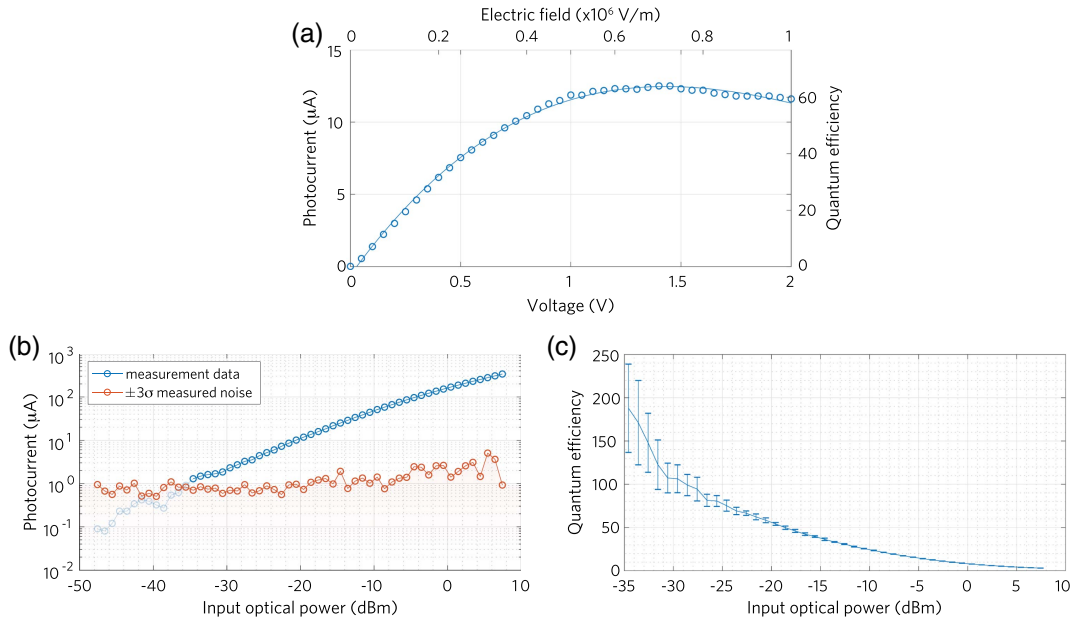 (a)
Electric field (x10⁶ V/m)
0 0.2 0.4 0.6 0.8 1
15
10
5
0
Photocurrent (μA)
60
40
20
0
Quantum efficiency
0 0.5 1 1.5 2
Voltage (V)
(b)
10³
10²
10¹
10⁰
10⁻¹
10⁻²
Photocurrent (μA)
measurement data
±3σ measured noise
-50 -40 -30 -20 -10 0 10
Input optical power (dBm)
(c)
250
200
150
100
50
0
Quantum efficiency
-35 -30 -25 -20 -15 -10 -5 0 5 10
Input optical power (dBm)